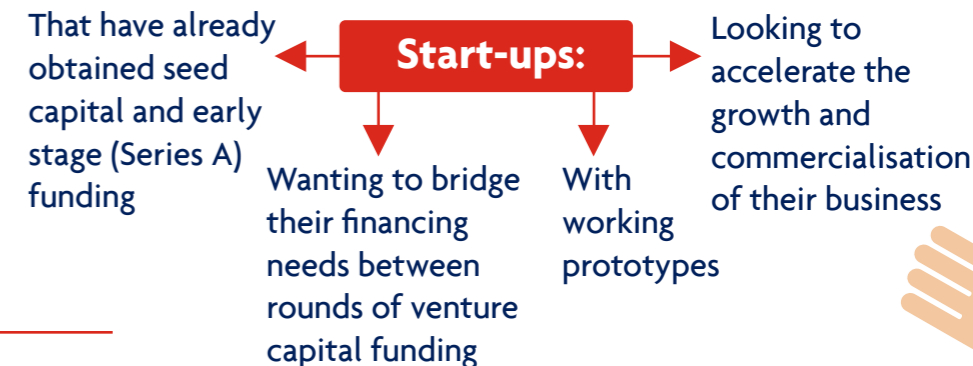 Start-ups:
That have already
obtained seed
capital and early
stage (Series A)
funding
Wanting to bridge
their financing
needs between
rounds of venture
capital funding
With
working
prototypes
Looking to
accelerate the
growth and
commercialisation
of their business